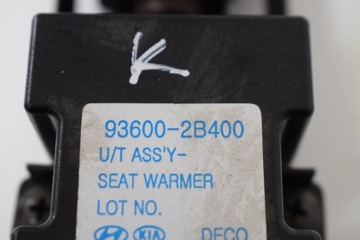 K
93600-2B400
U/T ASS'Y-
SEAT WARMER
LOT NO.
KIA DECO